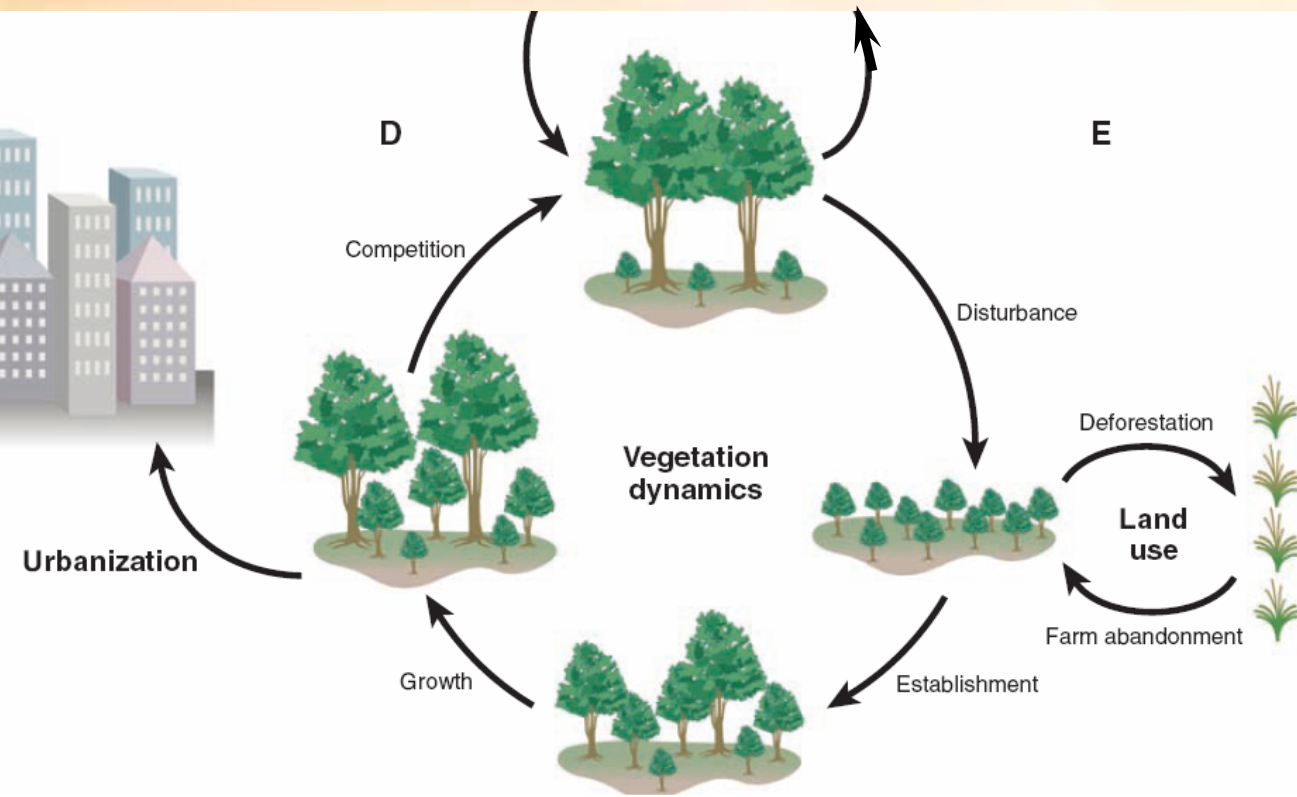 D
E
Competition
Disturbance
Deforestation
Vegetation
dynamics
Land
use
Urbanization
Farm abandonment
Growth
Establishment